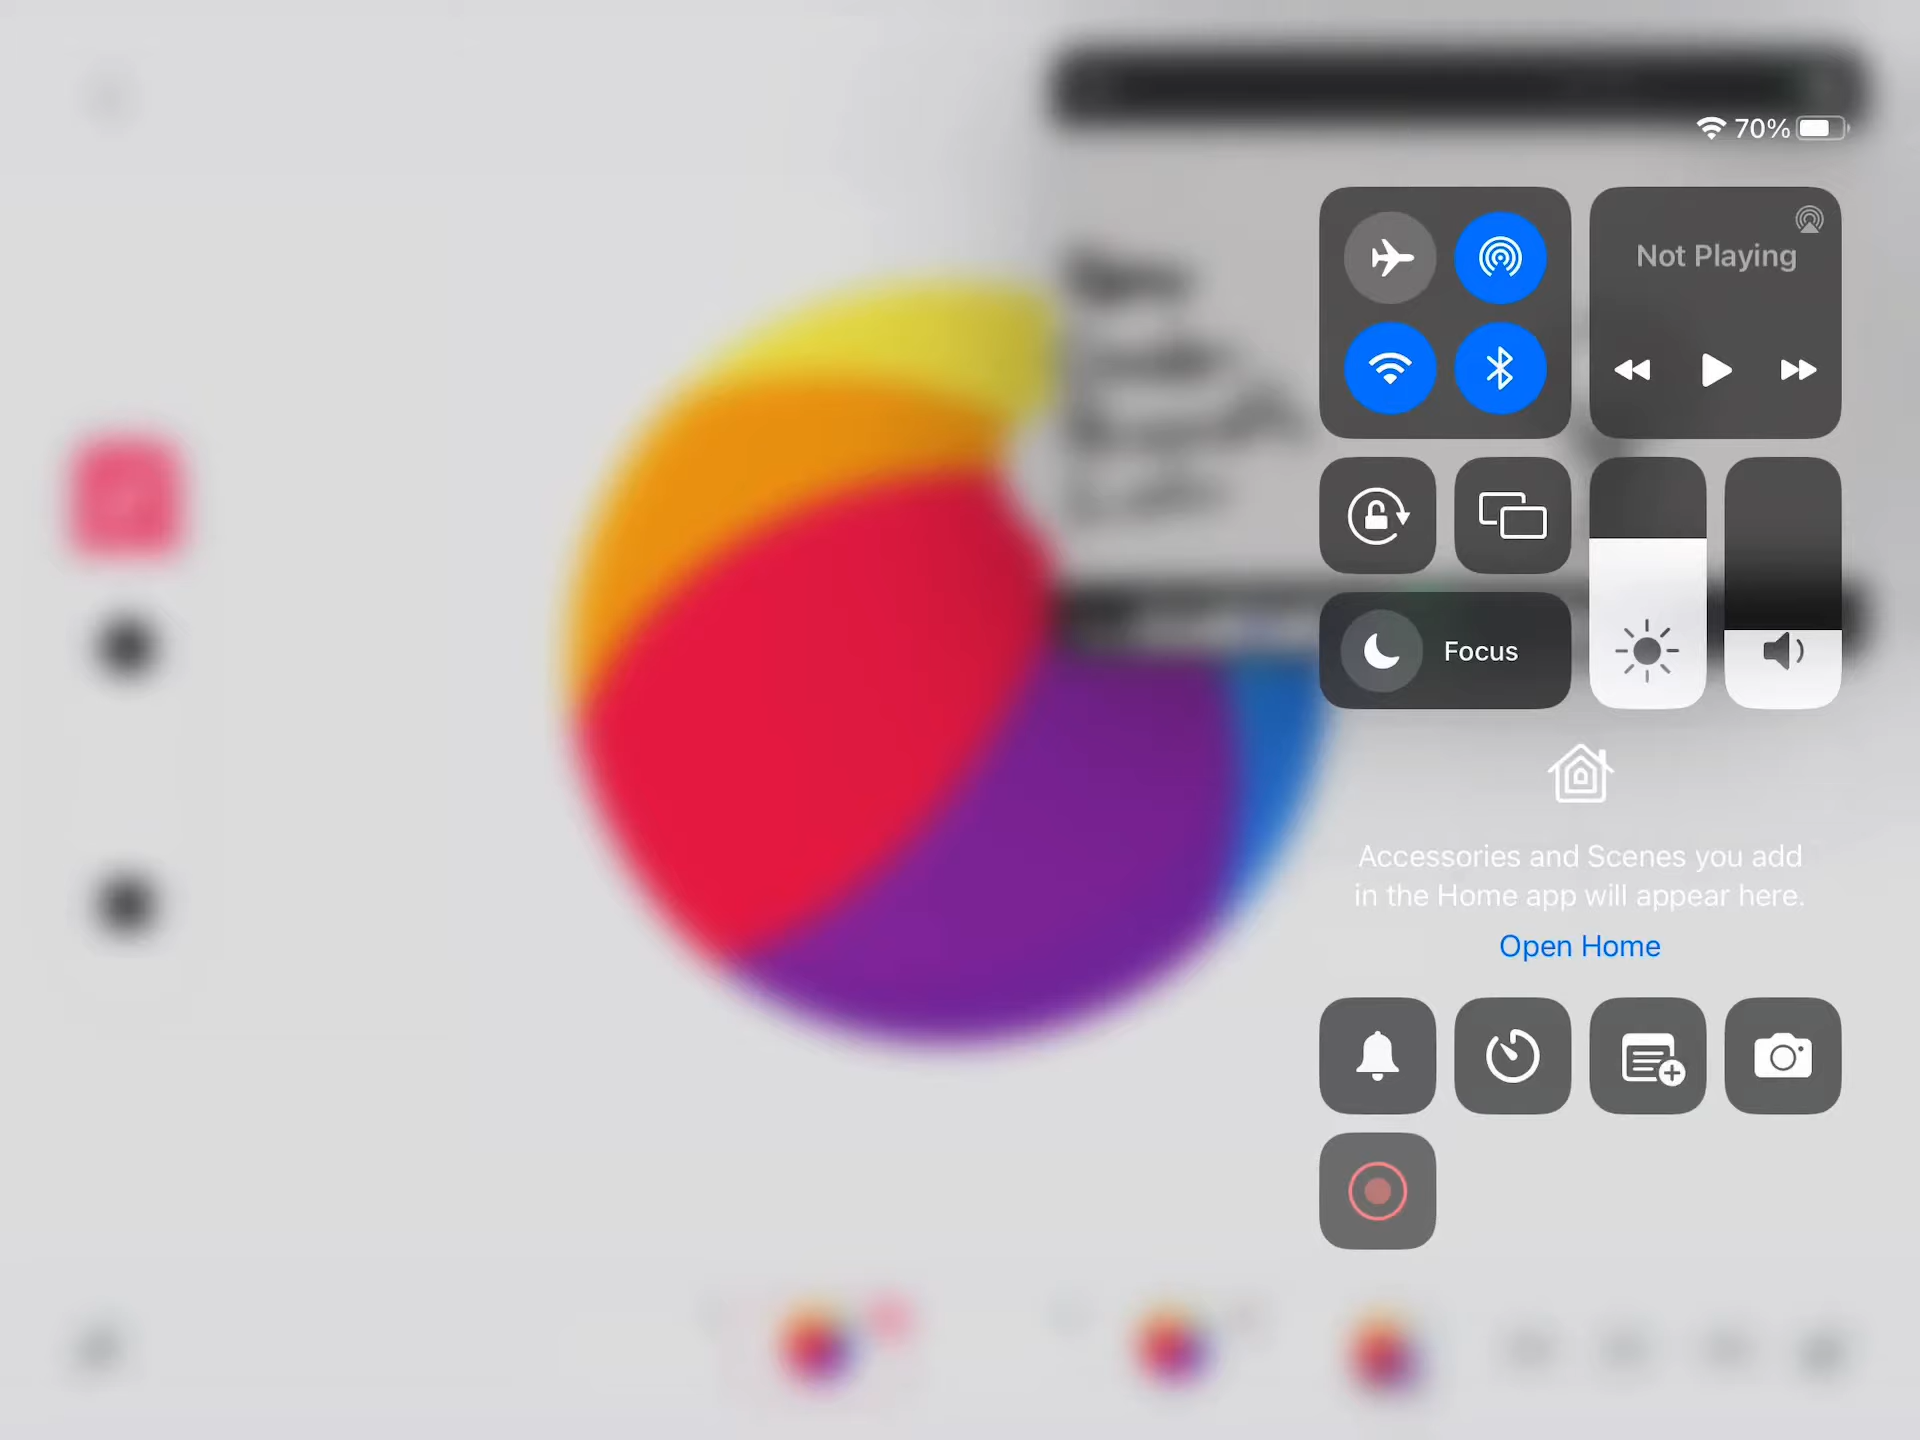 70%
Not Playing
Focus
Accessories and Scenes you add
in the Home app will appear here.
Open Home